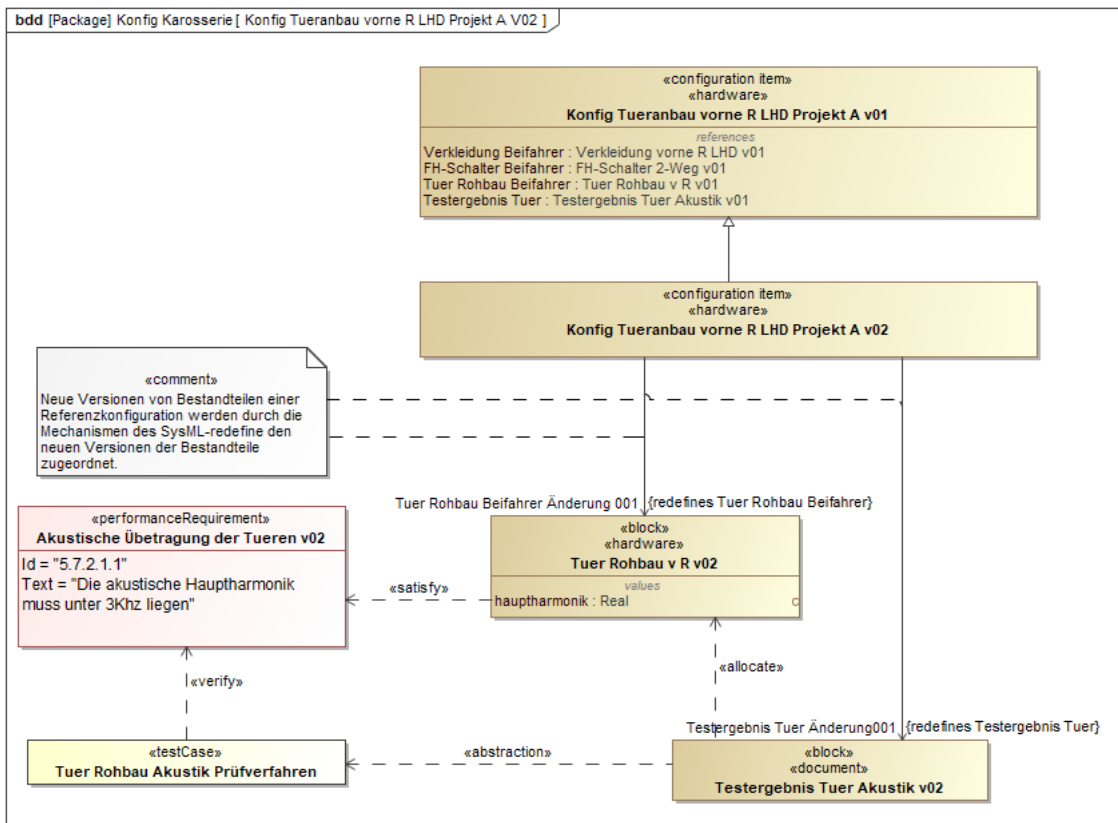 bdd [Package] Konfig Karosserie [ Konfig Tueranbau vorne R LHD Projekt A V02 ]
«configuration item»
«hardware»
Konfig Tueranbau vorne R LHD Projekt A v01
references
Verkleidung Beifahrer : Verkleidung vorne R LHD v01
FH-Schalter Beifahrer : FH-Schalter 2-Weg v01
Tuer Rohbau Beifahrer : Tuer Rohbau v R v01
Testergebnis Tuer : Testergebnis Tuer Akustik v01
«configuration item»
«hardware»
Konfig Tueranbau vorne R LHD Projekt A v02
«comment»
Neue Versionen von Bestandteilen einer
Referenzkonfiguration werden durch die
Mechanismen des SysML-redefine den
neuen Versionen der Bestandteile
zugeordnet.
Tuer Rohbau Beifahrer Änderung 001 {redefines Tuer Rohbau Beifahrer}
«performanceRequirement»
Akustische Übetragung der Tueren v02
Id = "5.7.2.1.1"
Text = "Die akustische Hauptharmonik
muss unter 3Khz liegen"
«block»
«hardware»
Tuer Rohbau v R v02
values
hauptharmonik : Real
«satisfy»
«allocate»
«verify»
Testergebnis Tuer Änderung001 {redefines Testergebnis Tuer}
«testCase»
Tuer Rohbau Akustik Prüfverfahren
«abstraction»
«block»
«document»
Testergebnis Tuer Akustik v02